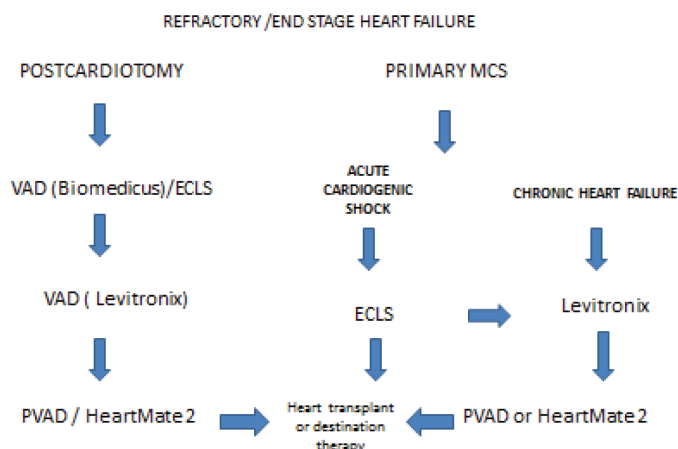 REFRACTORY /END STAGE HEART FAILURE
POSTCARDIOTOMY
PRIMARY MCS
ACUTE
CARDIOGENIC
SHOCK
CHRONIC HEART FAILURE
VAD (Biomedicus)/ECLS
VAD ( Levitronix)
ECLS
Levitronix
PVAD / HeartMate 2
Heart transplant
or destination
therapy
PVAD or HeartMate 2